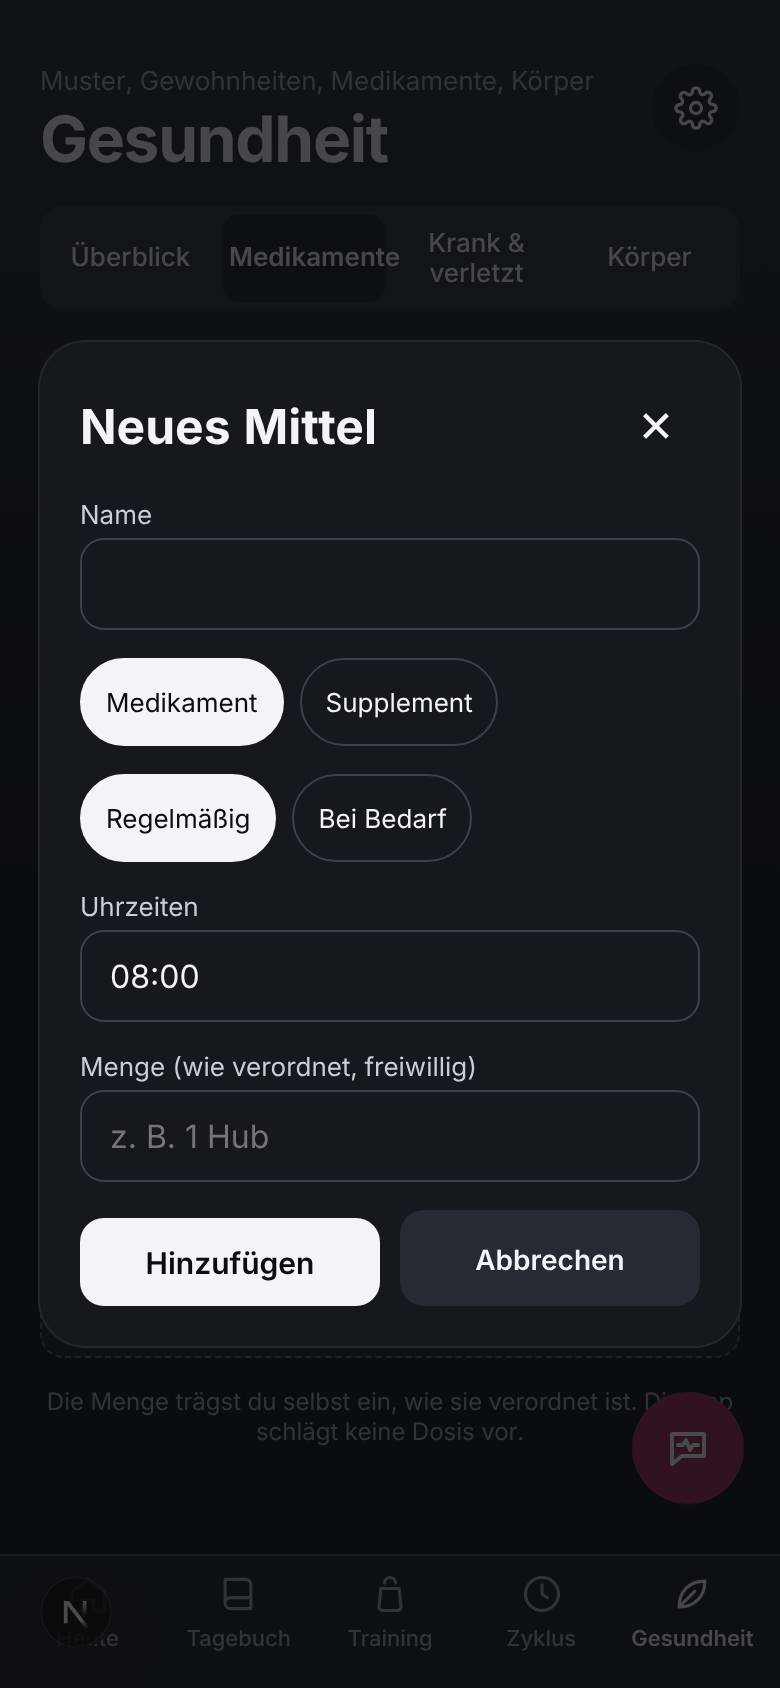 Muster, Gewohnheiten, Medikamente, Körper
Gesundheit
Überblick
Medikamente
Krank &
verletzt
Körper
Neues Mittel
Name
Medikament
Supplement
Regelmäßig
Bei Bedarf
Uhrzeiten
08:00
Menge (wie verordnet, freiwillig)
z. B. 1 Hub
Hinzufügen
Abbrechen
Die Menge trägst du selbst ein, wie sie verordnet ist.
schlägt keine Dosis vor.
N
Tagebuch
Training
Zyklus
Gesundheit